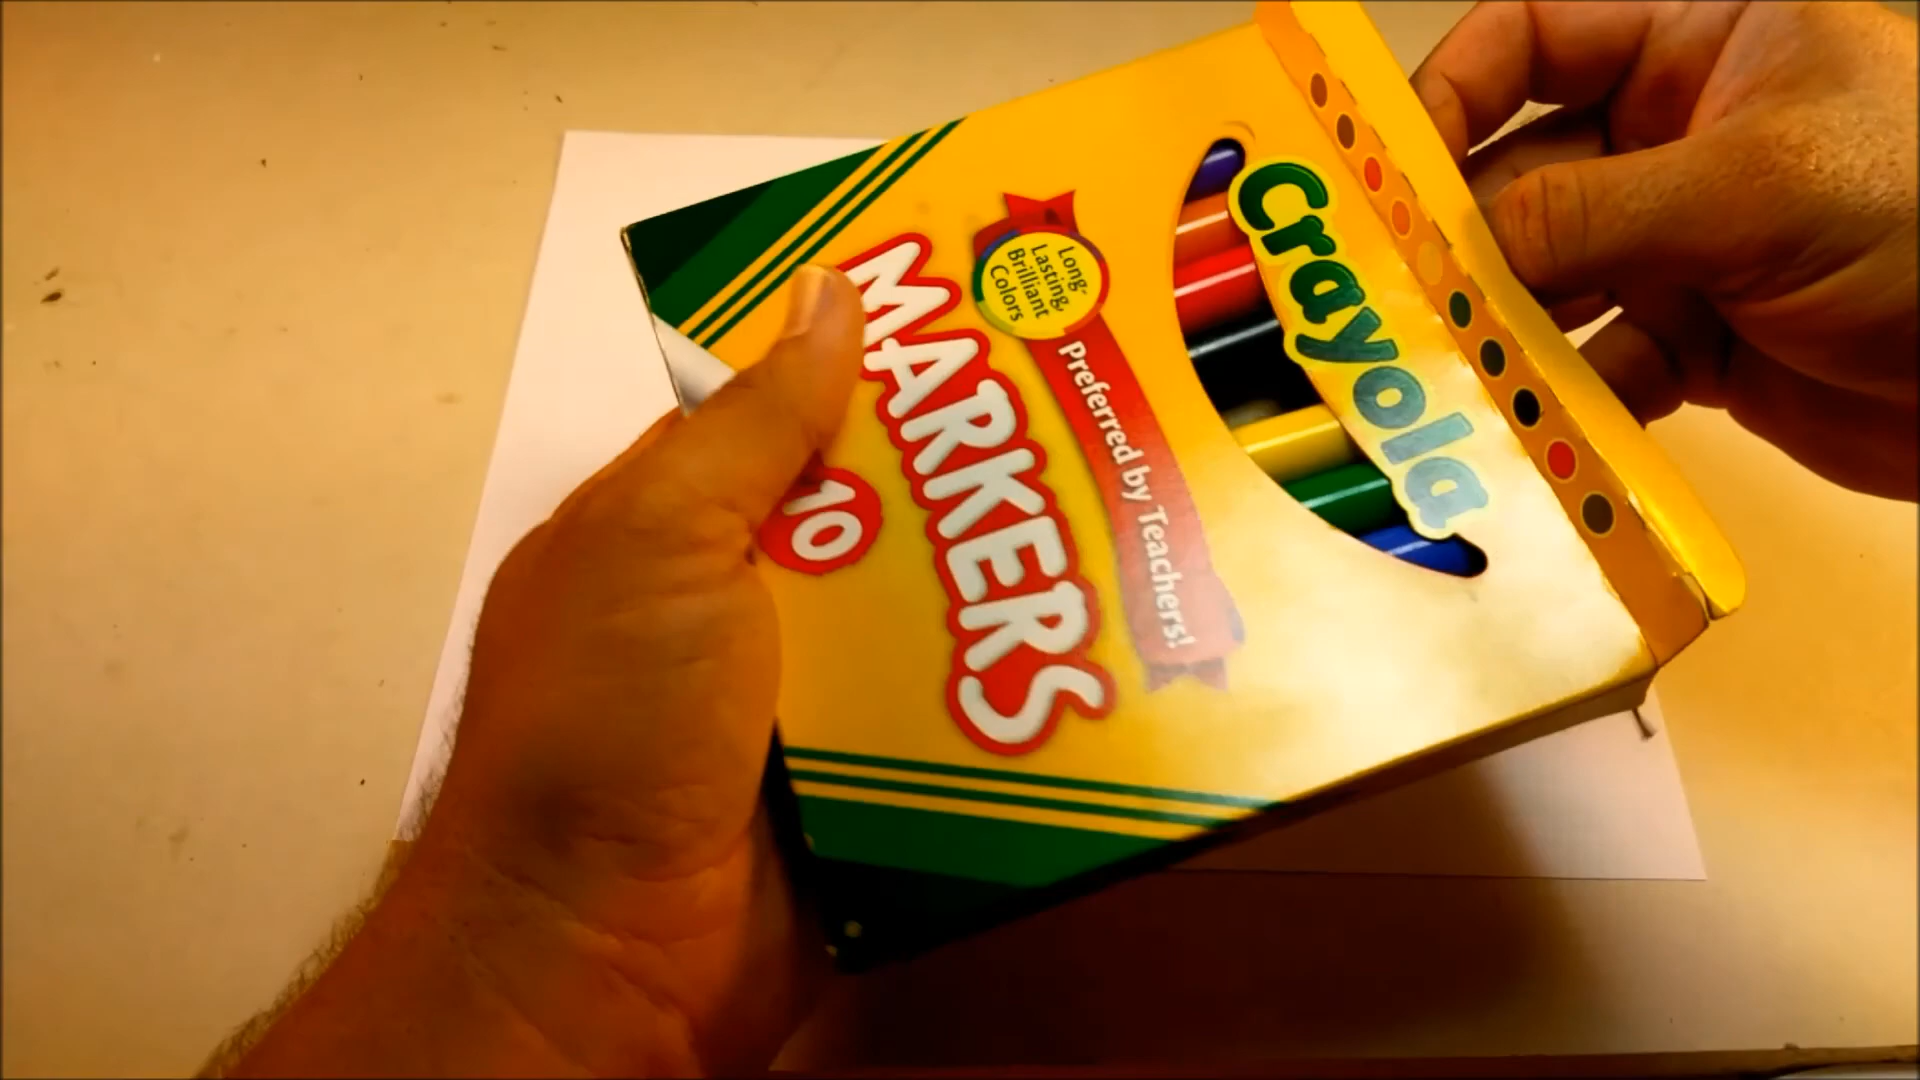 Crayola
Long-
Lasting,
Brilliant
Colors
Preferred by Teachers!
MARKERS
10